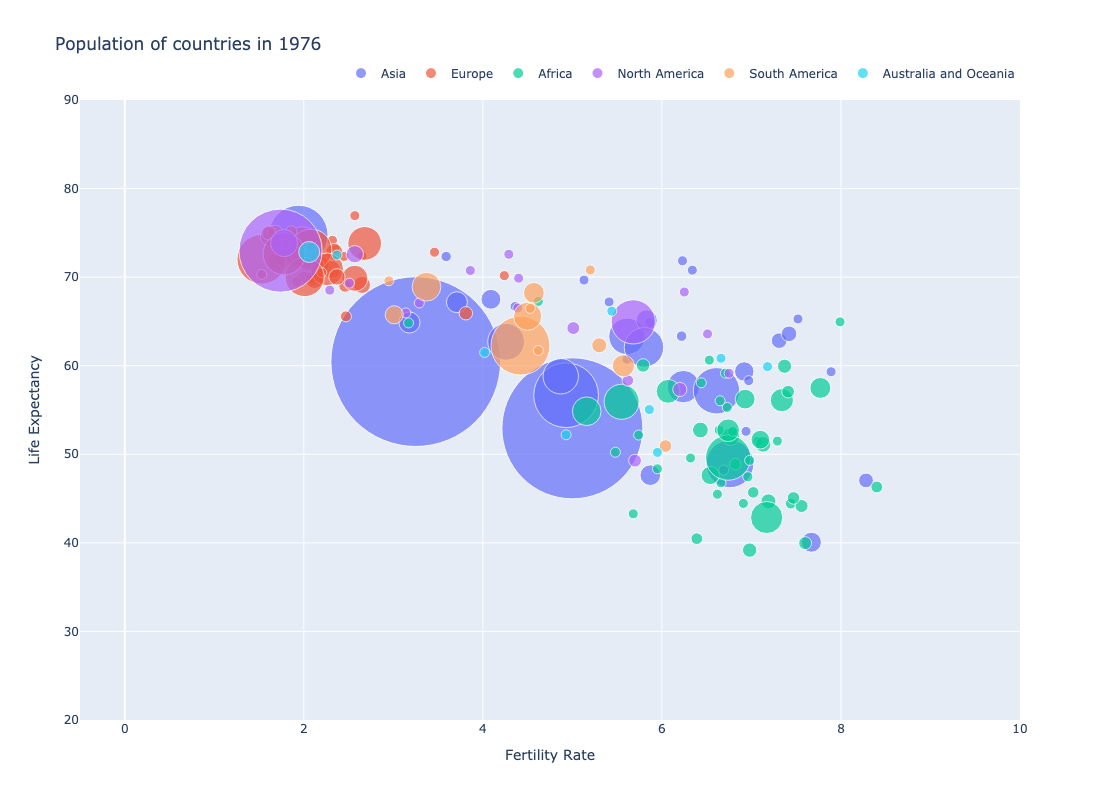 Population of countries in 1976
Asia Europe Africa North America South America Australia and Oceania
90
80
70
60
50
40
30
20
Life Expectancy
0 2 4 6 8 10
Fertility Rate